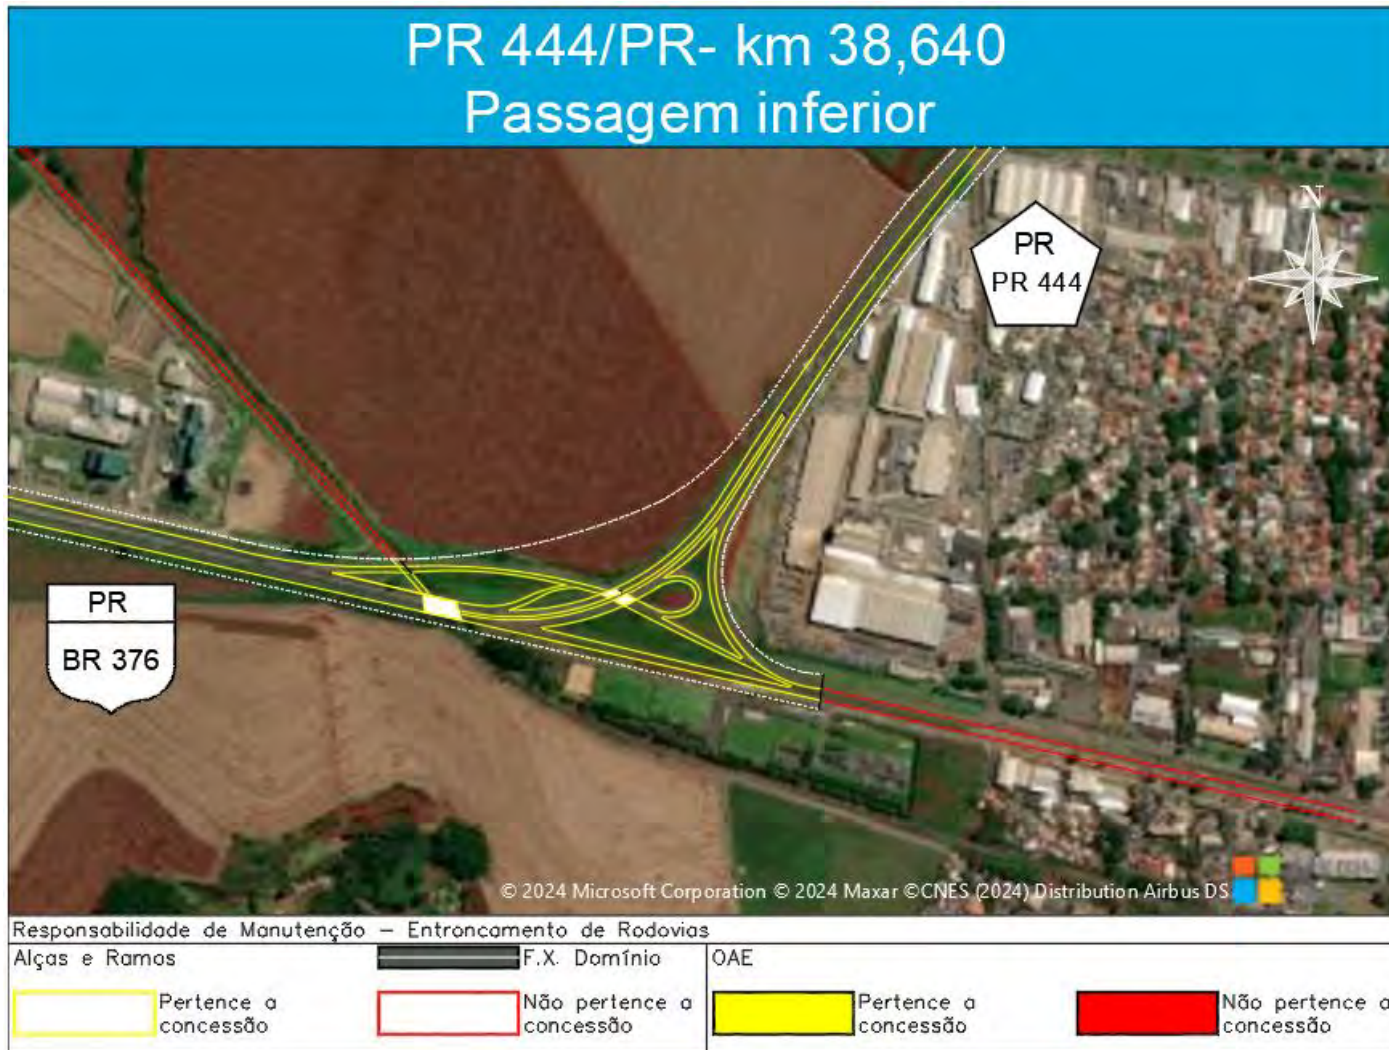 PR 444/PR- km 38,640
Passagem inferior
N
PR
PR 444
PR
BR 376
© 2024 Microsoft Corporation © 2024 Maxar ©CNES (2024) Distribution Airbus DS
Responsabilidade de Manutenção – Entroncamento de Rodovias
Alças e Ramos
F.X. Domínio
OAE
Pertence a
concessão
Não pertence a
concessão
Pertence a
concessão
Não pertence a
concessão